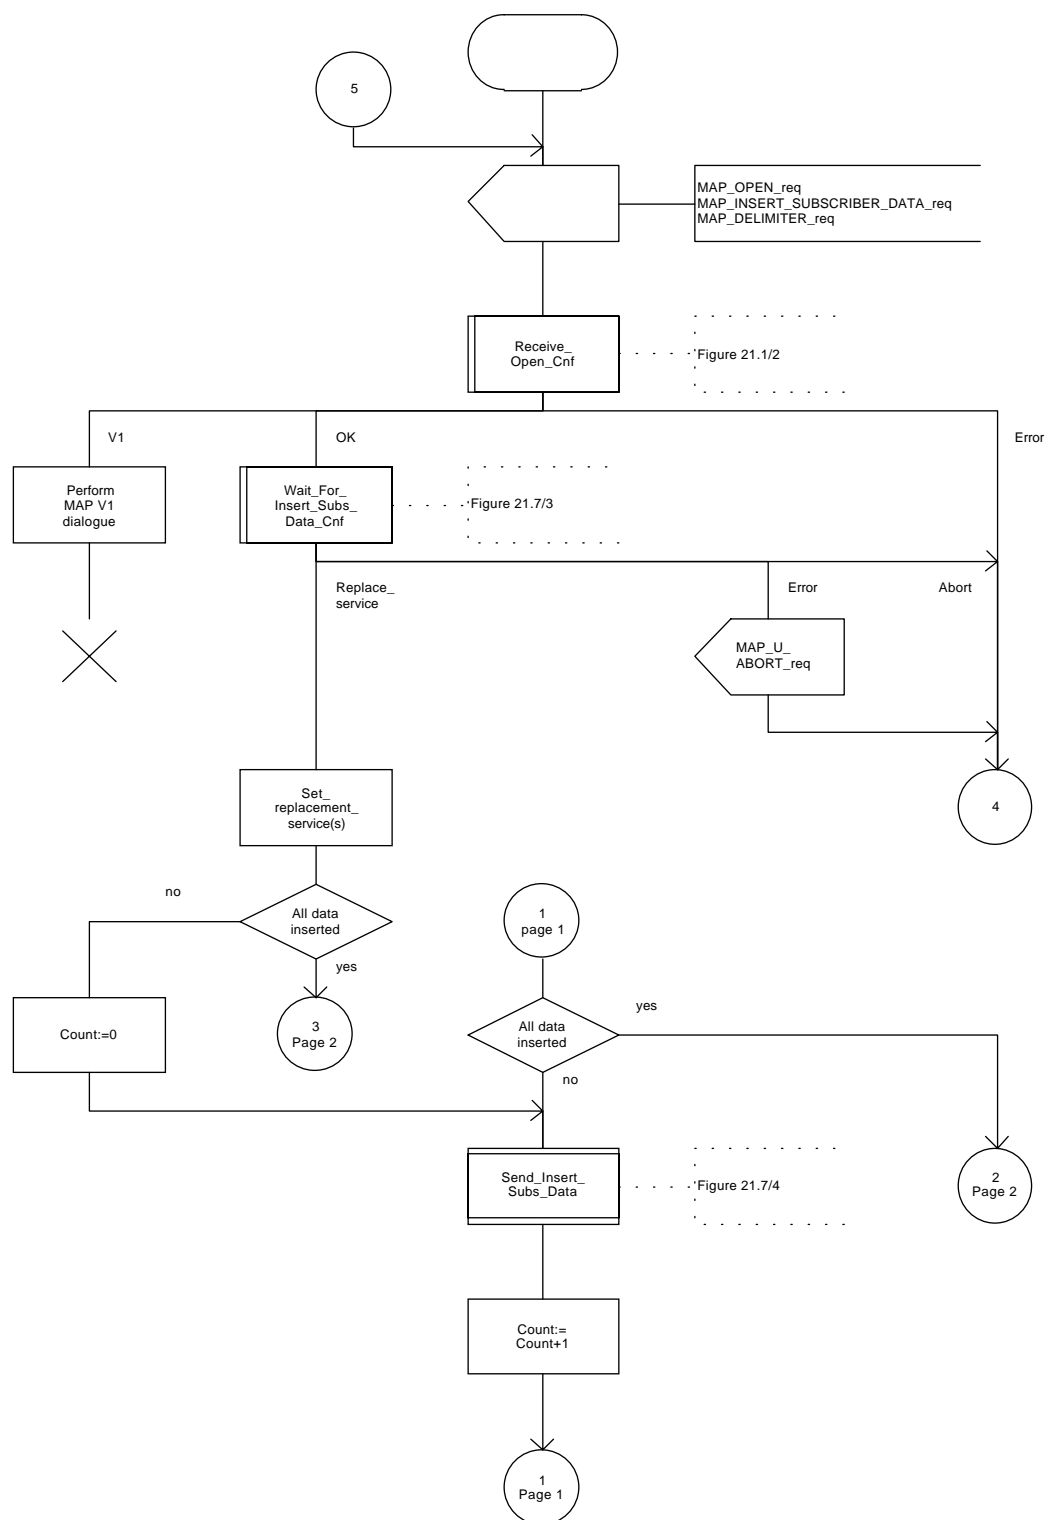 5
MAP_OPEN_req
MAP_INSERT_SUBSCRIBER_DATA_req
MAP_DELIMITER_req
Receive_
Open_Cnf
Figure 21.1/2
V1
OK
Error
Perform
MAP V1
dialogue
Wait_For_
Insert_Subs_
Data_Cnf
Figure 21.7/3
Replace_
service
Error
Abort
MAP_U_
ABORT_req
Set_
replacement_
service(s)
4
no
All data
inserted
yes
1
page 1
Count:=0
3
Page 2
All data
inserted
yes
no
Send_Insert_
Subs_Data
Figure 21.7/4
2
Page 2
Count:=
Count+1
1
Page 1